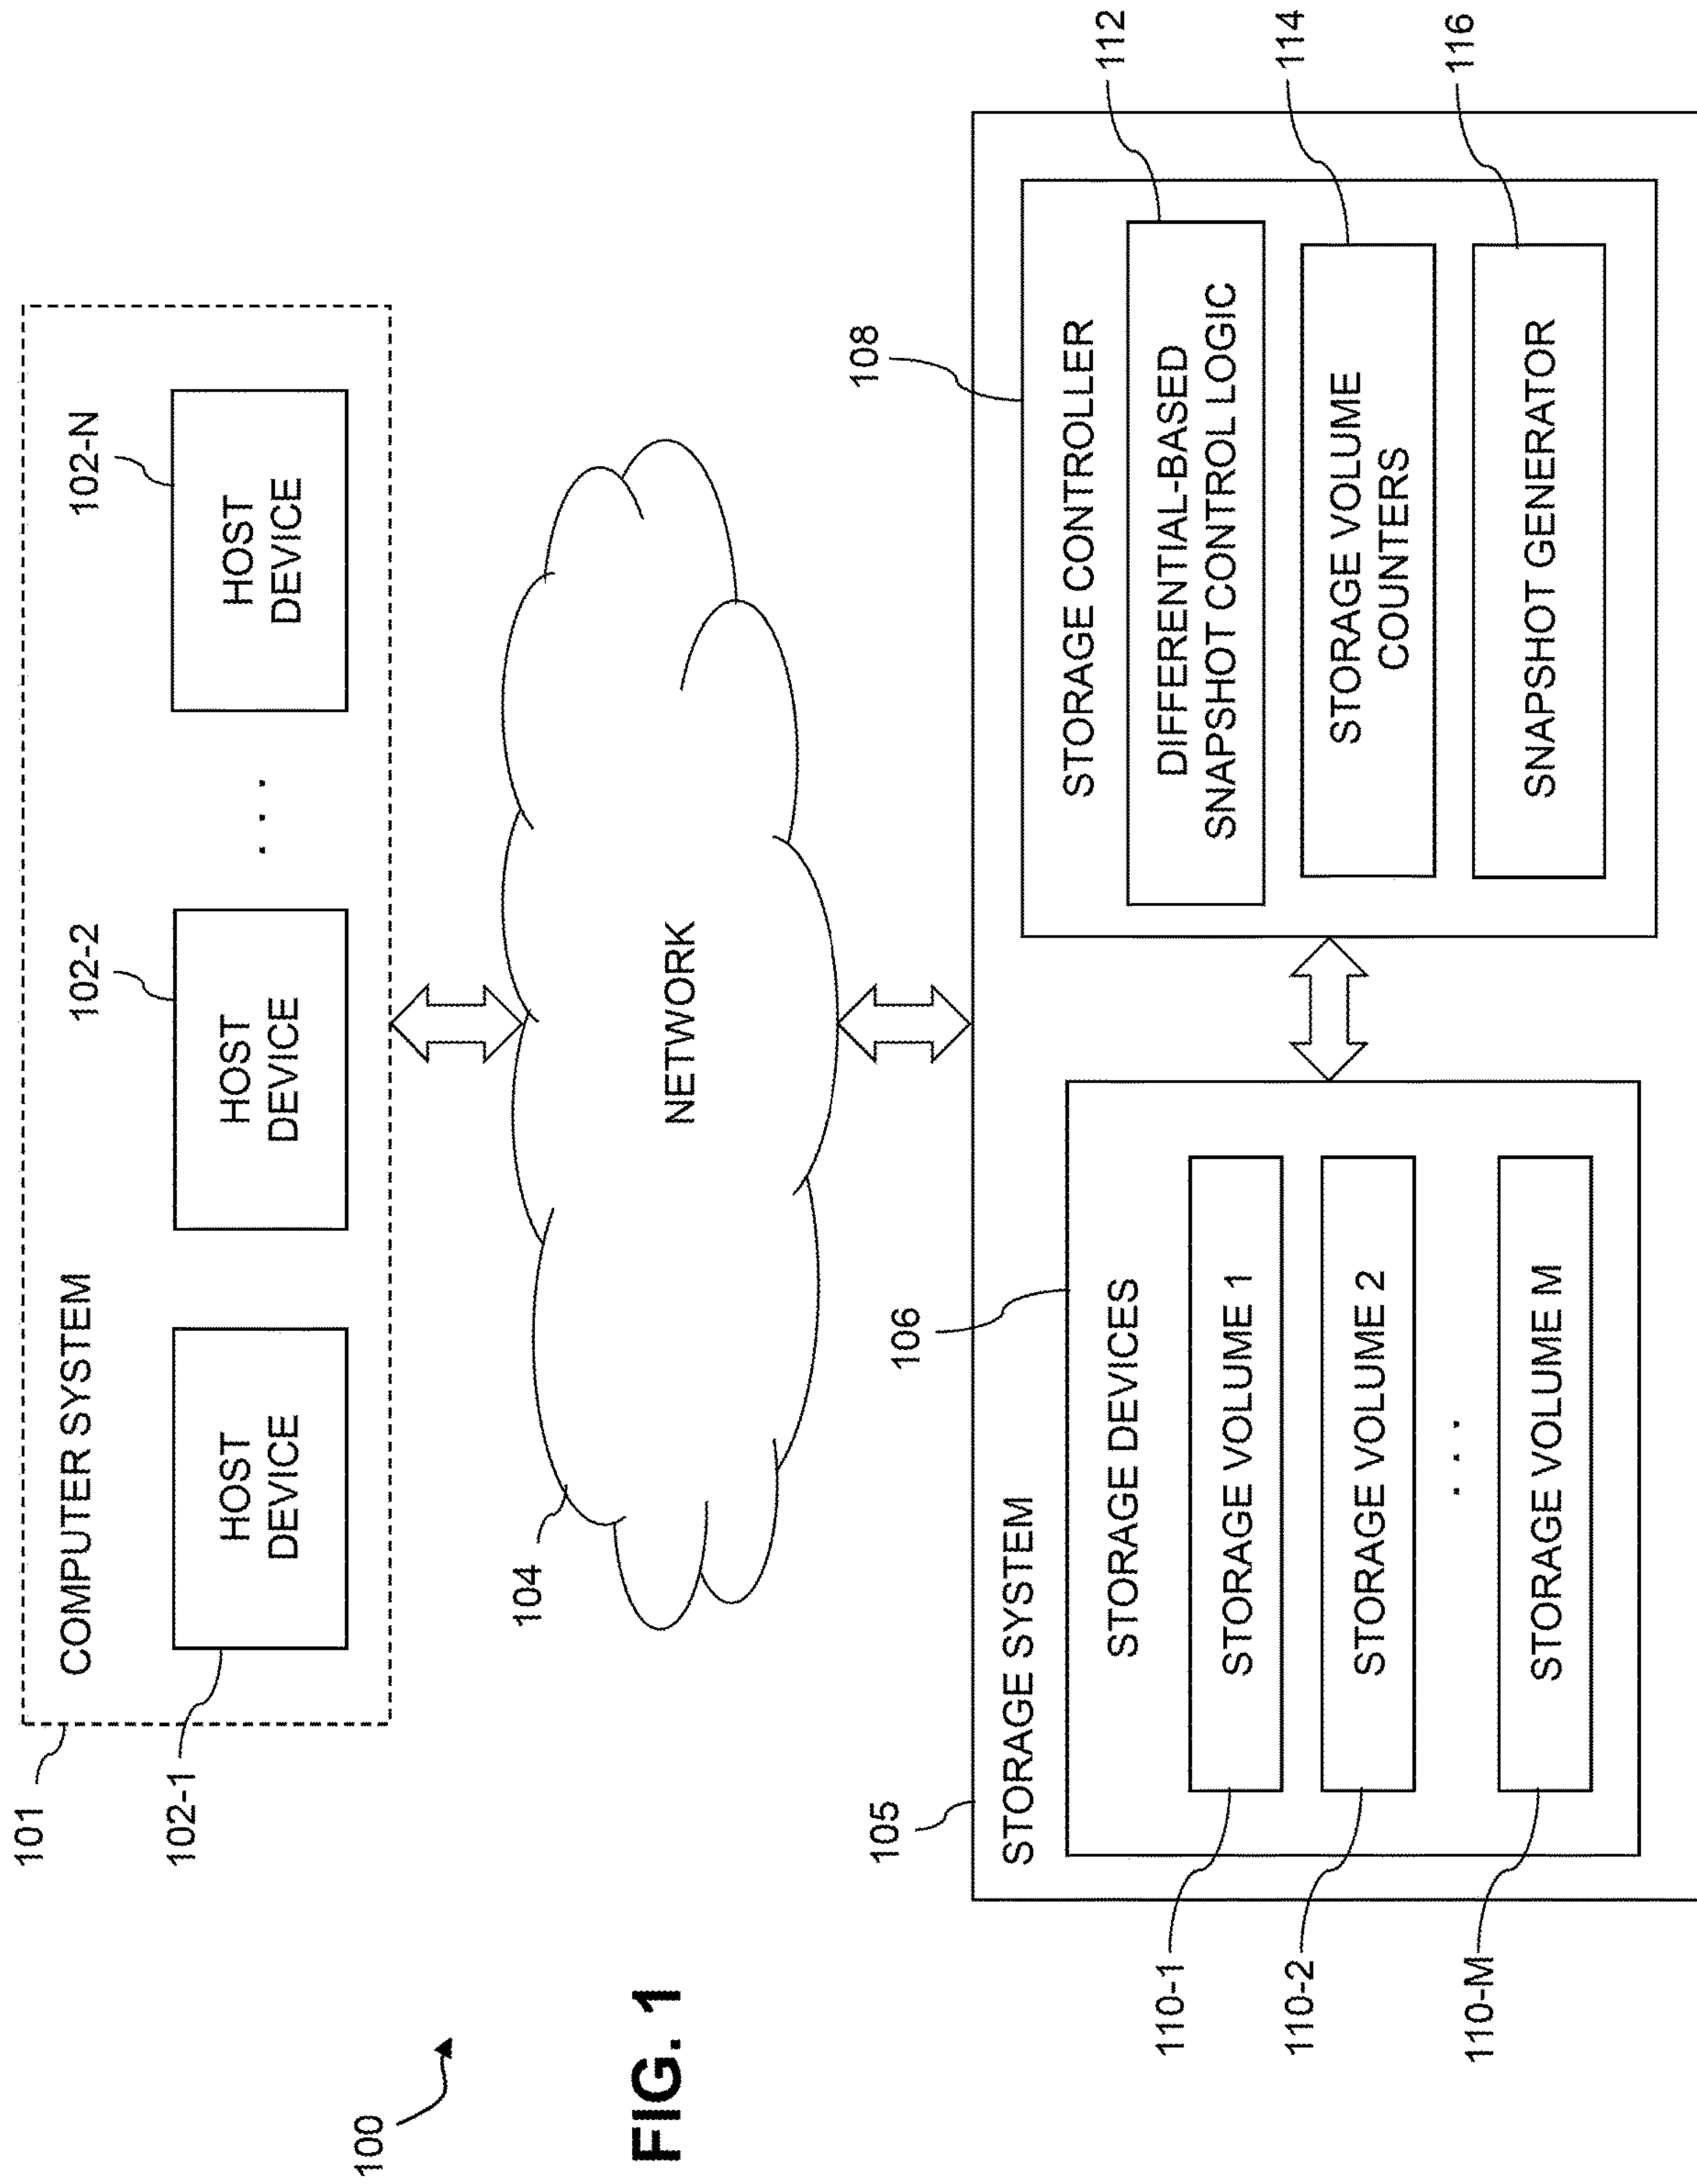 100
FIG. 1
101
COMPUTER SYSTEM
102-1
HOST
DEVICE
102-2
HOST
DEVICE
. . .
102-N
HOST
DEVICE
104
NETWORK
105
STORAGE SYSTEM
106
STORAGE DEVICES
110-1
STORAGE VOLUME 1
110-2
STORAGE VOLUME 2
. . .
110-M
STORAGE VOLUME M
108
STORAGE CONTROLLER
112
DIFFERENTIAL-BASED
SNAPSHOT CONTROL LOGIC
114
STORAGE VOLUME
COUNTERS
116
SNAPSHOT GENERATOR